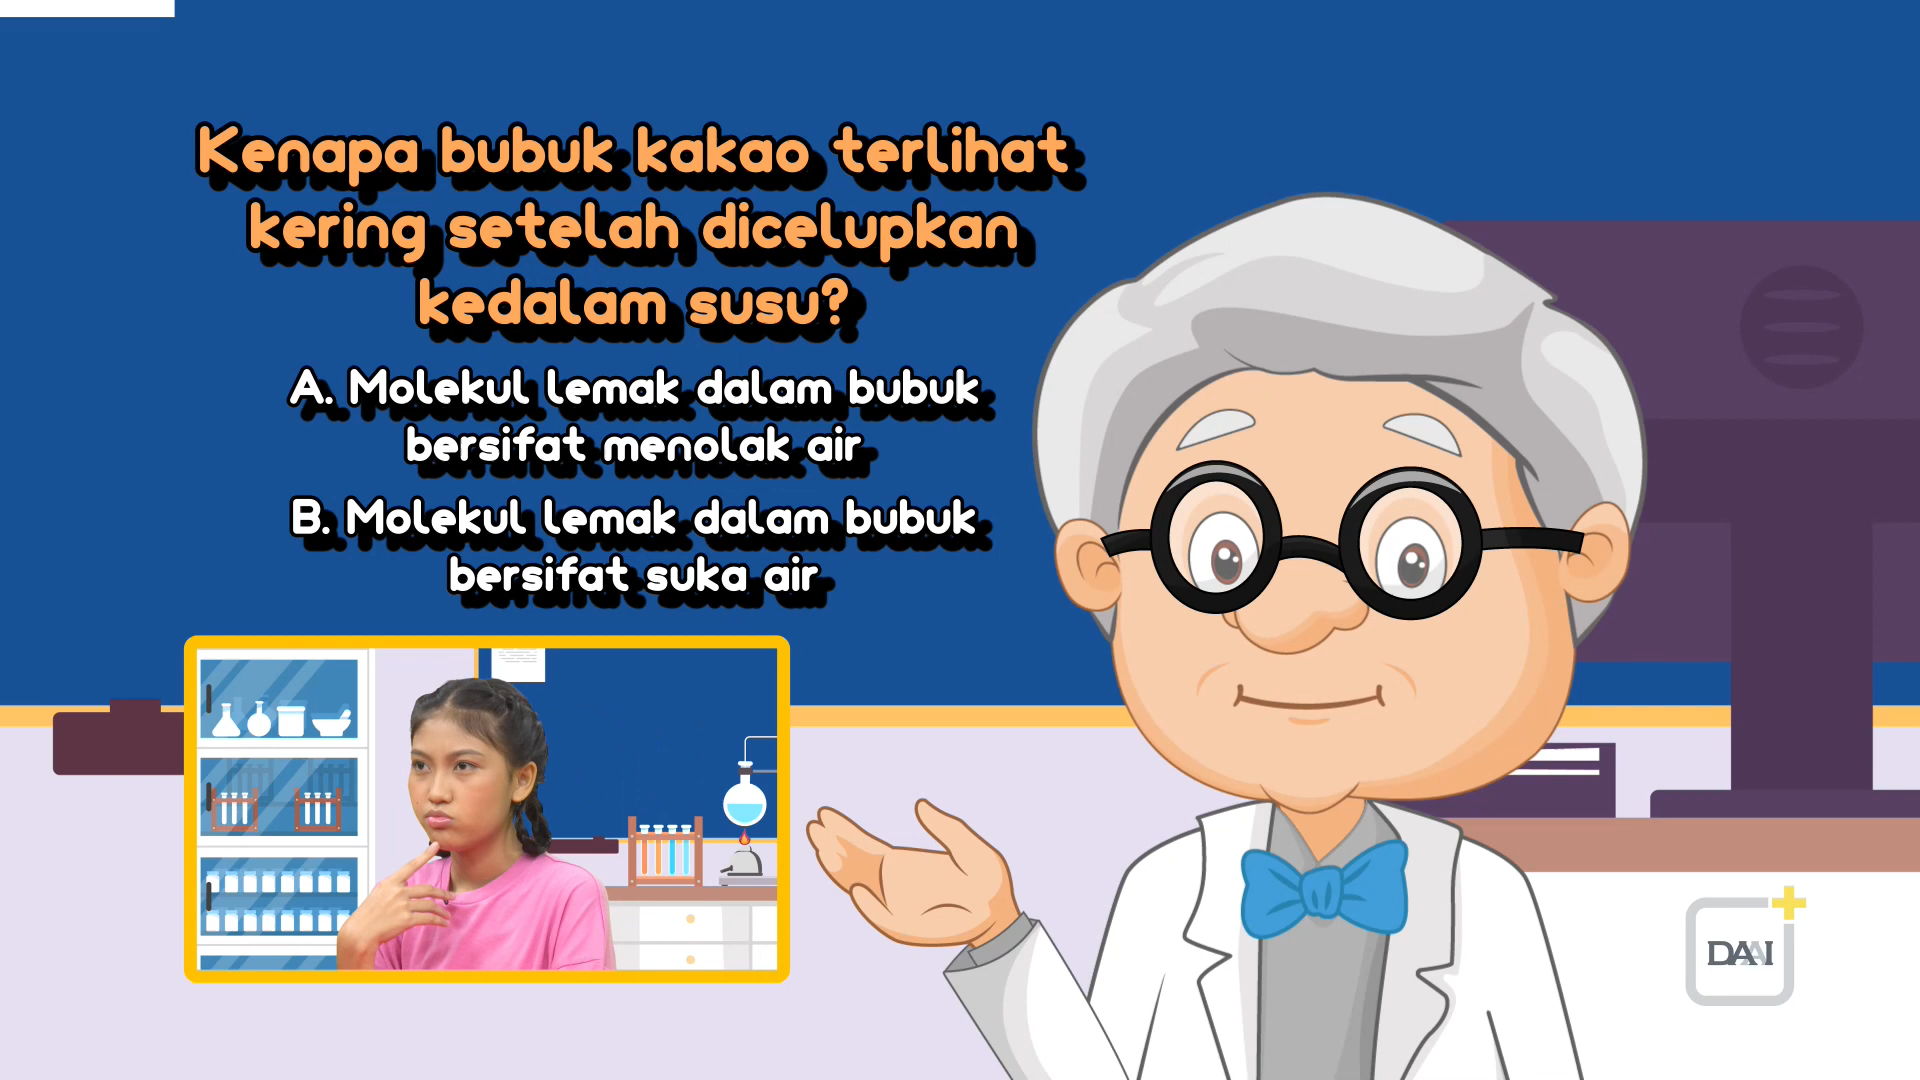 Kenapa bubuk kakao terlihat
kering setelah dicelupkan
kedalam susu?
A. Molekul lemak dalam bubuk
bersifat menolak air
B. Molekul lemak dalam bubuk
bersifat suka air
DAAI